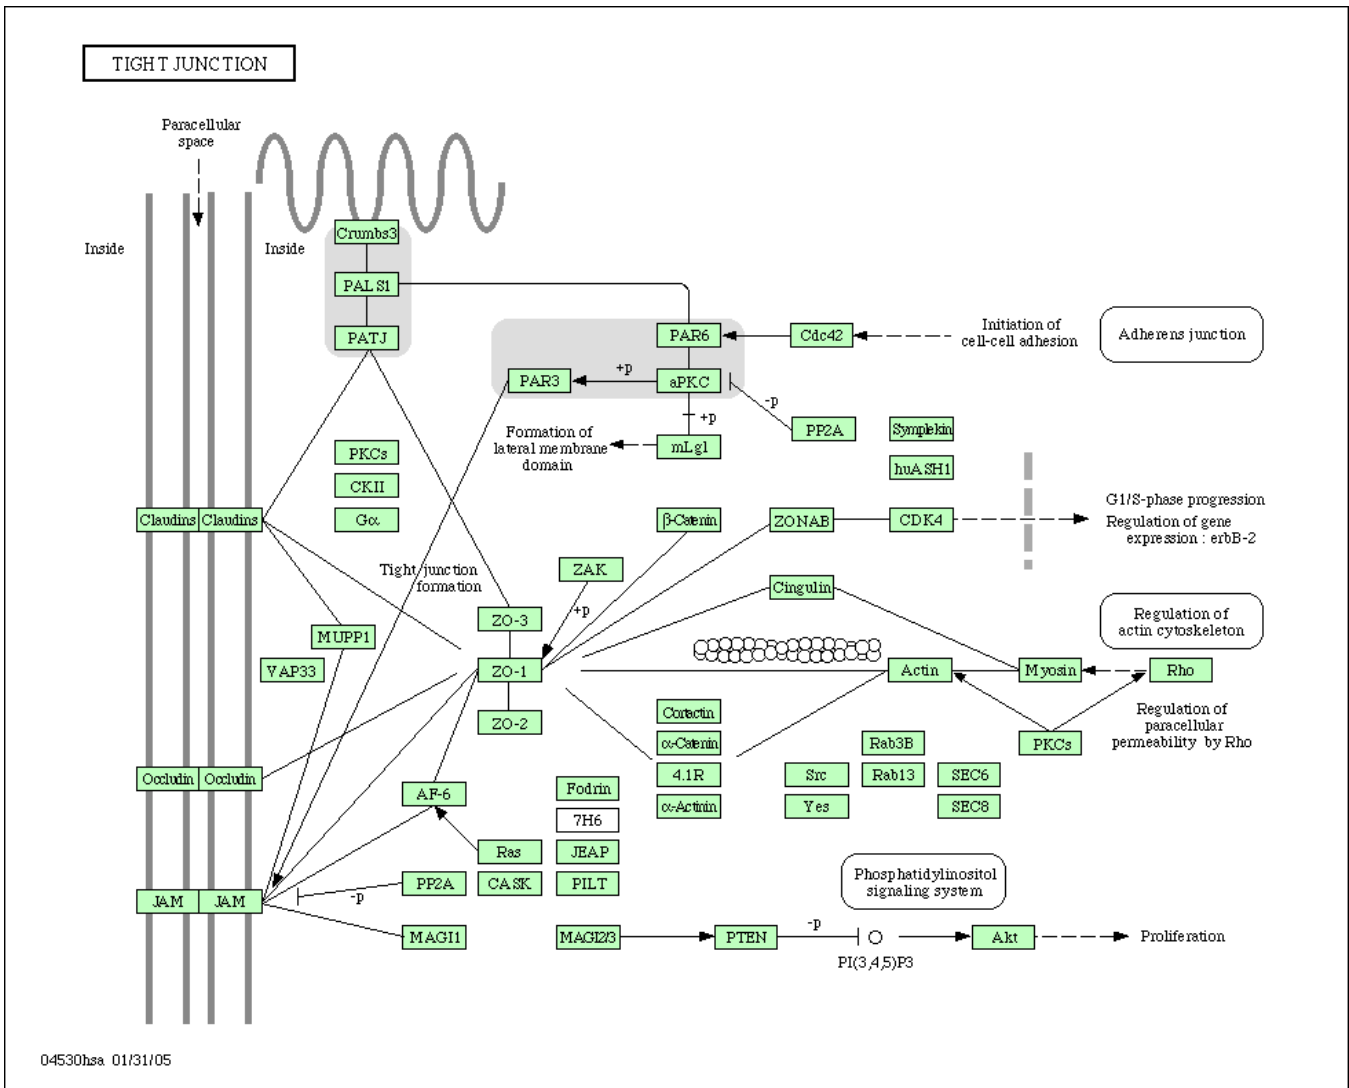 TIGHT JUNCTION
Paracellular
space
Inside
Inside
Crumbs3
PALS1
PATJ
PAR6
Cdc42
Initiation of
cell-cell adhesion
Adherens junction
PAR3
+p
aPKC
-p
+p
PP2A
Symplekin
Formation of
lateral membrane
domain
mLgl
huASH1
PKCs
CKII
Gα
Claudins
Claudins
β-Catenin
ZONAB
CDK4
G1/S-phase progression
Regulation of gene
expression : erbB-2
Tight junction
formation
ZAK
+p
Cingulin
ZO-3
MUPP1
VAP33
ZO-1
ZO-2
Actin
Myosin
Rho
Regulation of
actin cytoskeleton
Regulation of
paracellular
permeability by Rho
PKCs
Cortactin
α-Catenin
4.1R
α-Actinin
Rab3B
Src
Rab13
SEC6
Yes
SEC8
Occludin
Occludin
AF-6
Fodrin
7H6
Ras
JEAP
PP2A
CASK
PILT
-p
JAM
JAM
MAGI1
MAGI2/3
PTEN
-p
PI(3,4,5)P3
Phosphatidylinositol
signaling system
Akt
Proliferation
04530hsa 01/31/05